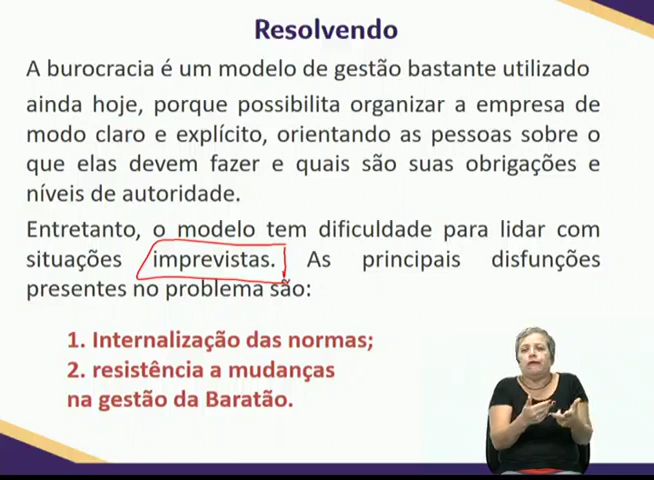 Resolvendo
A burocracia é um modelo de gestão bastante utilizado
ainda hoje, porque possibilita organizar a empresa de
modo claro e explícito, orientando as pessoas sobre o
que elas devem fazer e quais são suas obrigações e
níveis de autoridade.
Entretanto, o modelo tem dificuldade para lidar com
situações imprevistas. As principais disfunções
presentes no problema são:
1. Internalização das normas;
2. resistência a mudanças
na gestão da Baratão.